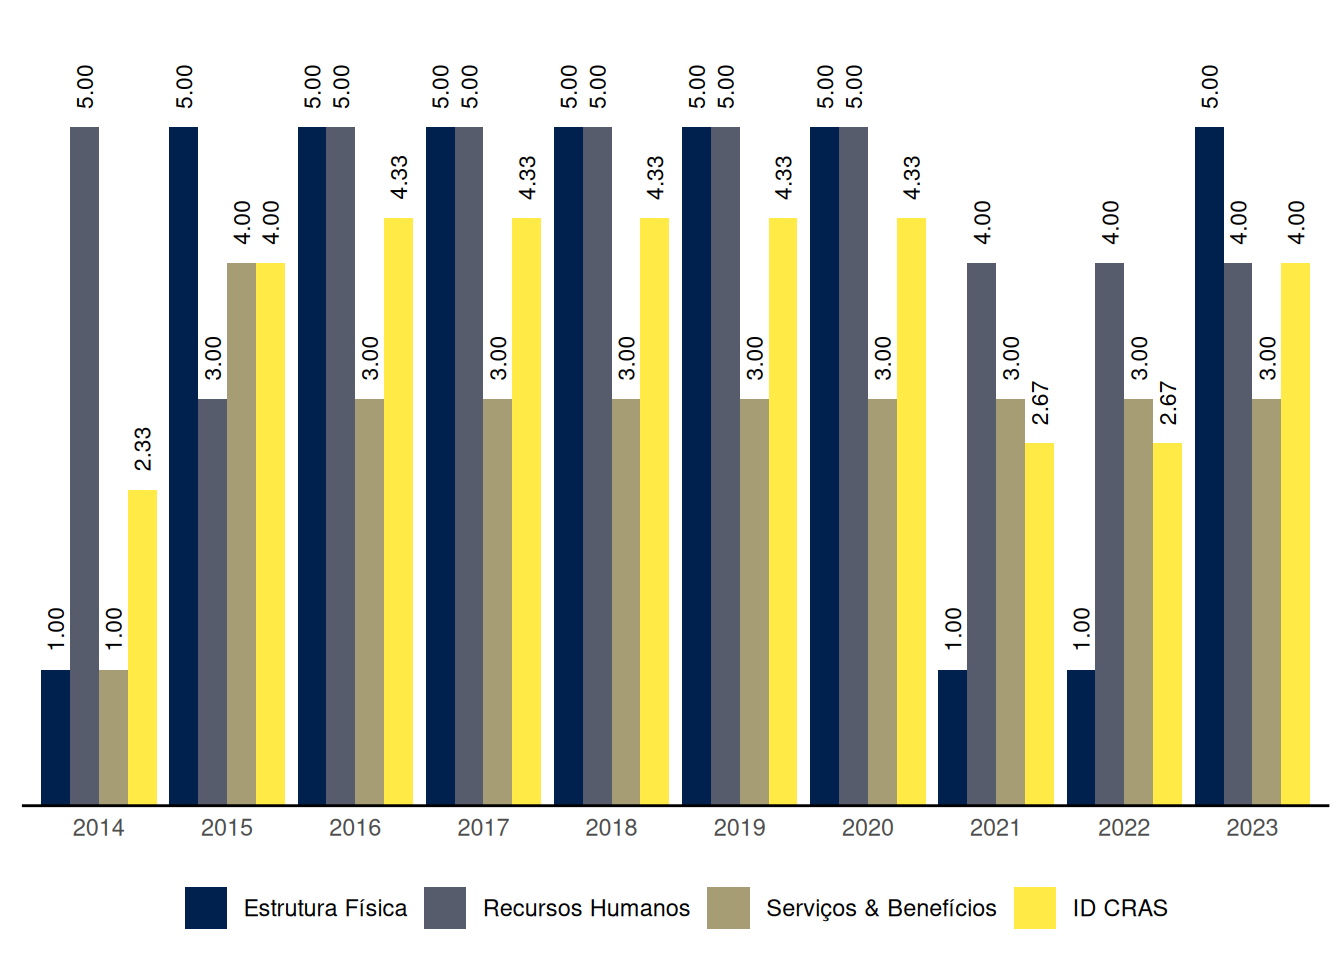 5.00 5.00 5.00 5.00 5.00 5.00 5.00 5.00 5.00 5.00 5.00 5.00 5.00
4.33 4.33 4.33 4.33 4.33
4.00 4.00 4.00 4.00 4.00 4.00
3.00 3.00 3.00 3.00 3.00 3.00 3.00 3.00 3.00
2.67 2.67
2.33
1.00 1.00 1.00 1.00
2014 2015 2016 2017 2018 2019 2020 2021 2022 2023
Estrutura Física Recursos Humanos Serviços & Benefícios ID CRAS